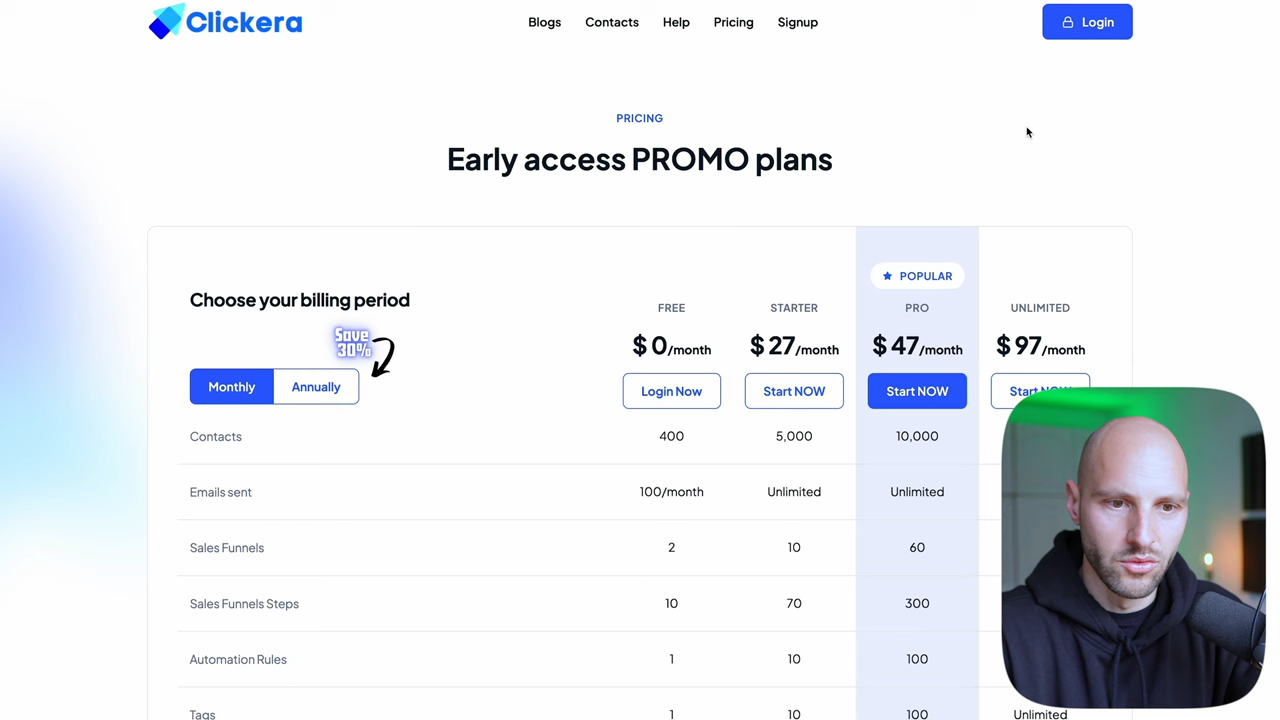 Clickera
Blogs Contacts Help Pricing Signup
Login
PRICING
Early access PROMO plans
Choose your billing period
Save
30%
Monthly Annually
POPULAR
FREE STARTER PRO UNLIMITED
$ 0/month $ 27/month $ 47/month $ 97/month
Login Now Start NOW Start NOW Start NOW
Contacts 400 5,000 10,000
Emails sent 100/month Unlimited Unlimited
Sales Funnels 2 10 60
Sales Funnels Steps 10 70 300
Automation Rules 1 10 100
Tags 1 10 100 Unlimited